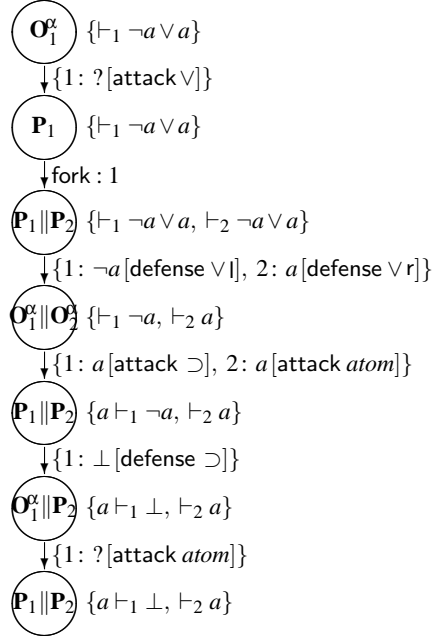 O₁^α {⊢₁ ¬a ∨ a}
{1: ? [attack ∨]}
P₁ {⊢₁ ¬a ∨ a}
fork : 1
P₁‖P₂ {⊢₁ ¬a ∨ a, ⊢₂ ¬a ∨ a}
{1: ¬a [defense ∨ l], 2: a [defense ∨ r]}
O₁^α‖O₂^α {⊢₁ ¬a, ⊢₂ a}
{1: a [attack ⊃], 2: a [attack atom]}
P₁‖P₂ {a ⊢₁ ¬a, ⊢₂ a}
{1: ⊥ [defense ⊃]}
O₁^α‖P₂ {a ⊢₁ ⊥, ⊢₂ a}
{1: ? [attack atom]}
P₁‖P₂ {a ⊢₁ ⊥, ⊢₂ a}